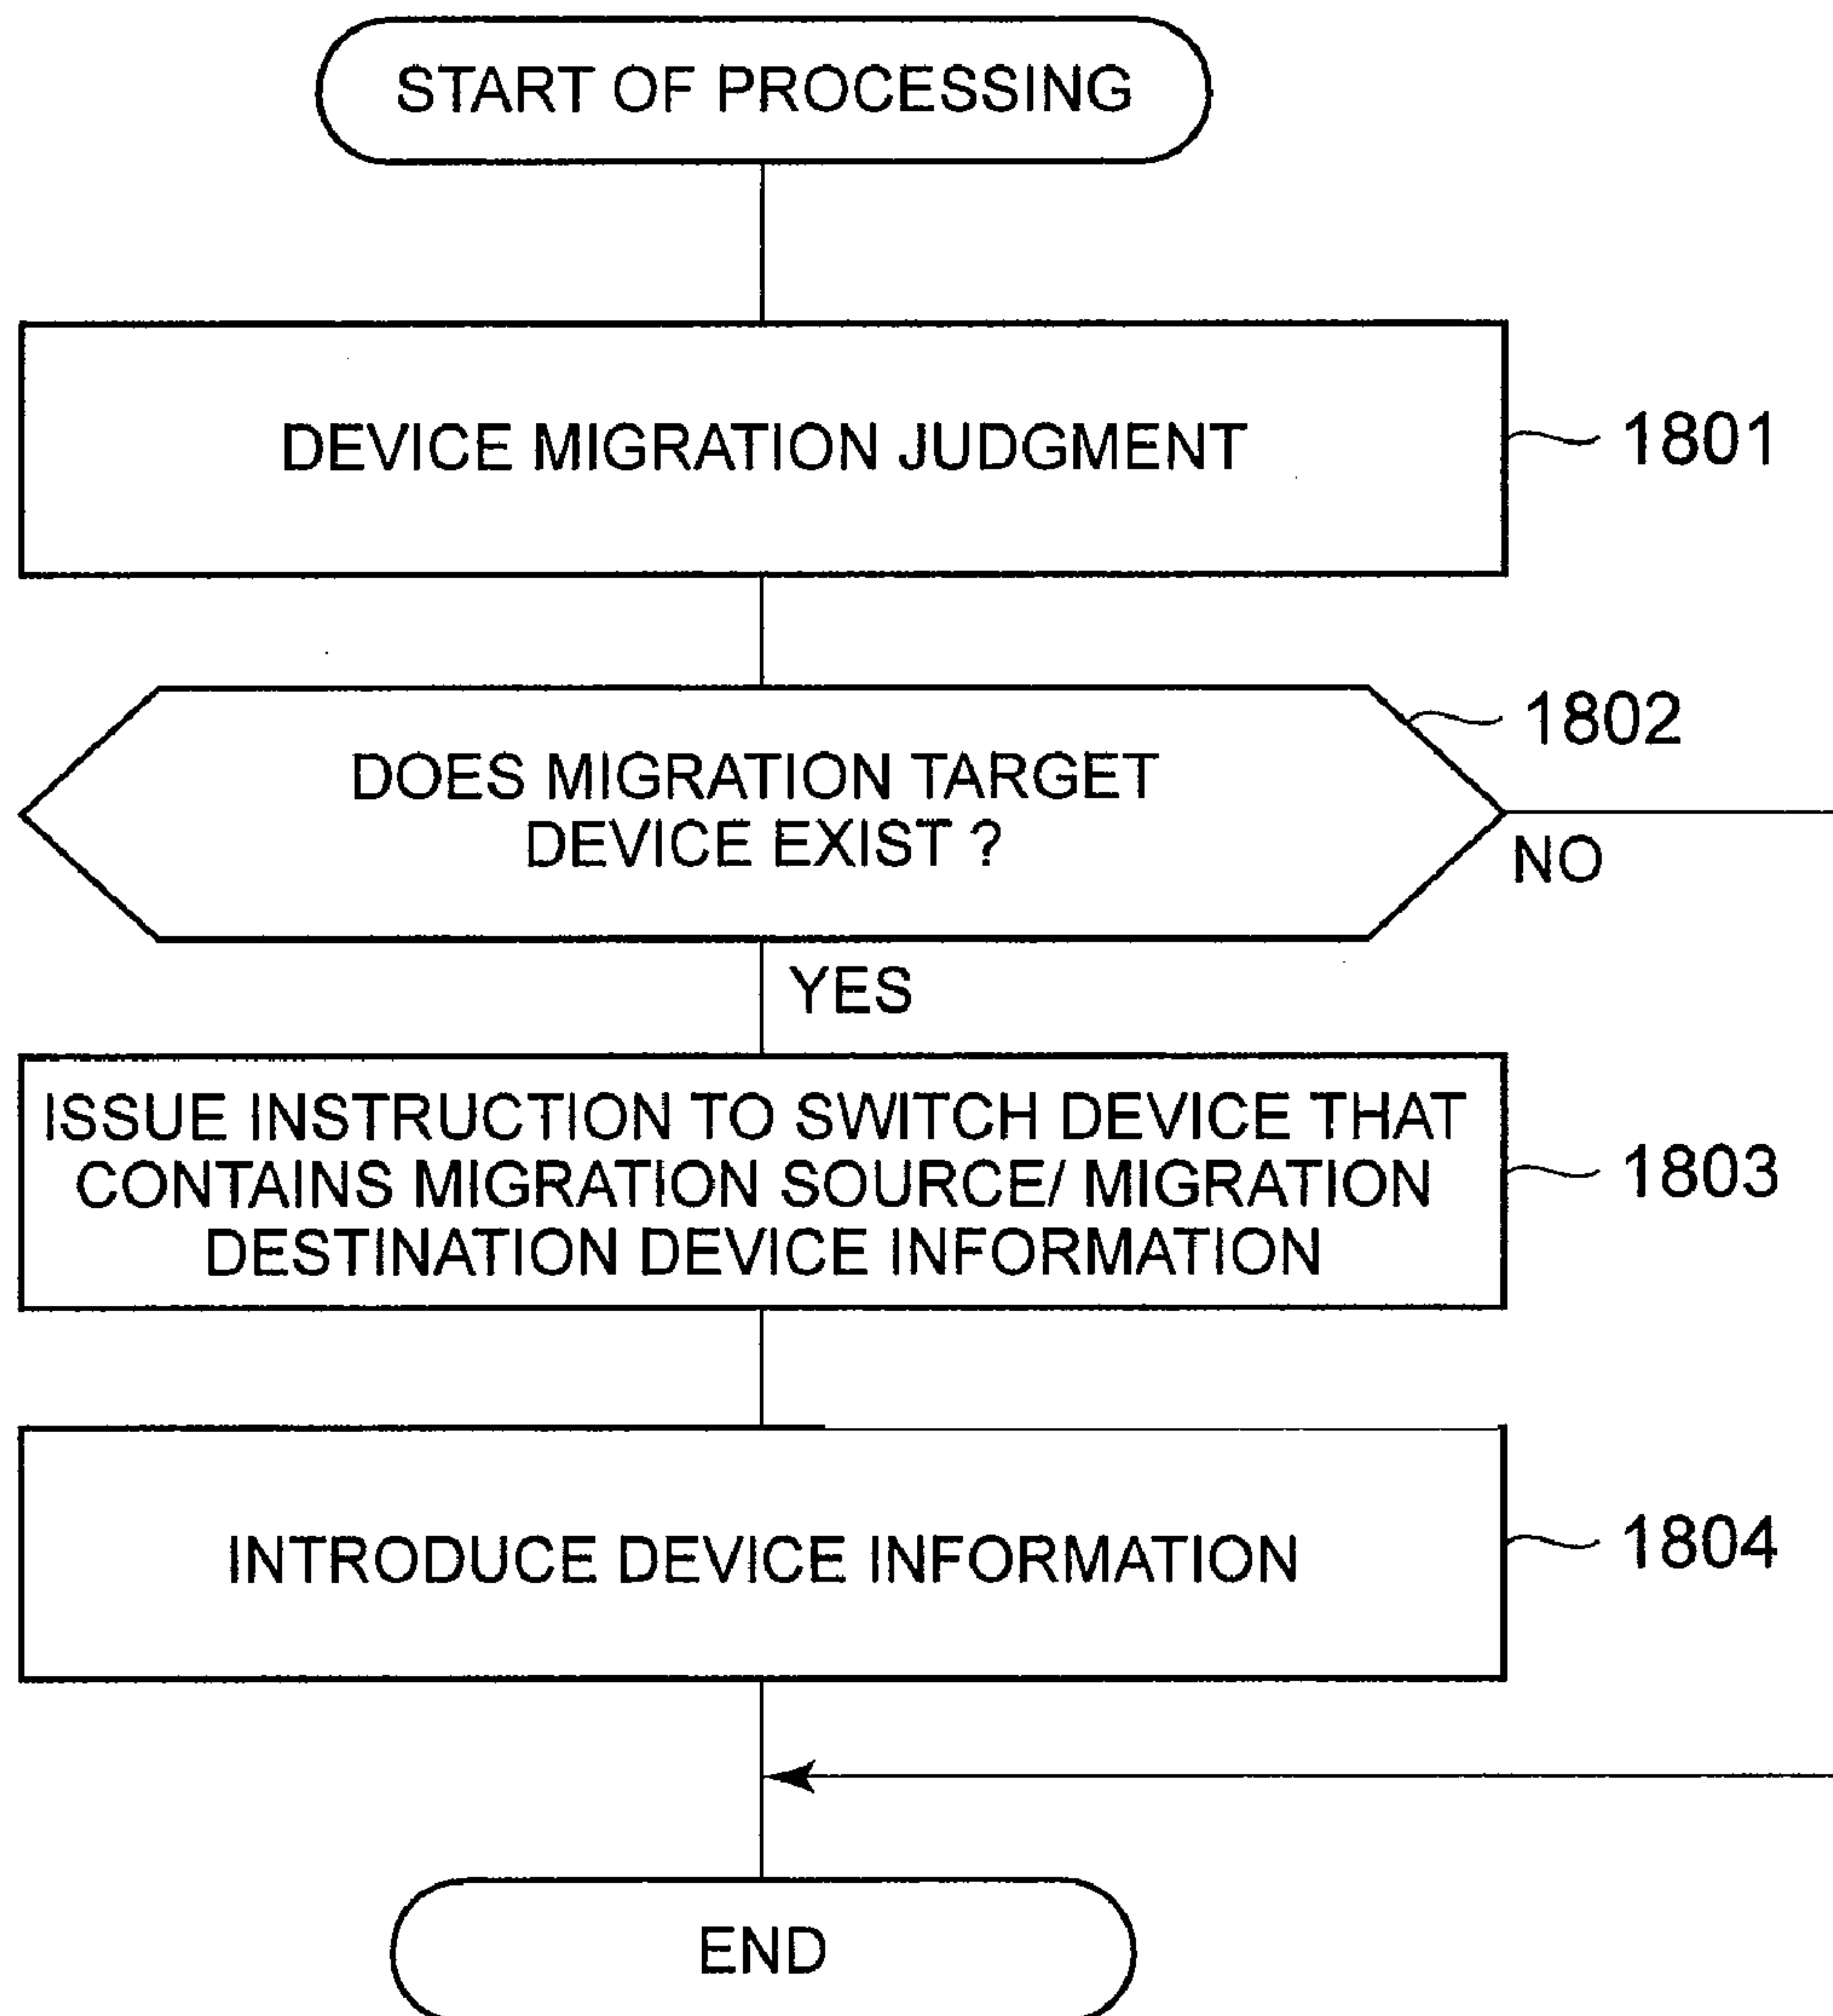 START OF PROCESSING
DEVICE MIGRATION JUDGMENT
1801
1802
DOES MIGRATION TARGET
DEVICE EXIST ?
NO
YES
ISSUE INSTRUCTION TO SWITCH DEVICE THAT
CONTAINS MIGRATION SOURCE/ MIGRATION
DESTINATION DEVICE INFORMATION
1803
INTRODUCE DEVICE INFORMATION
1804
END